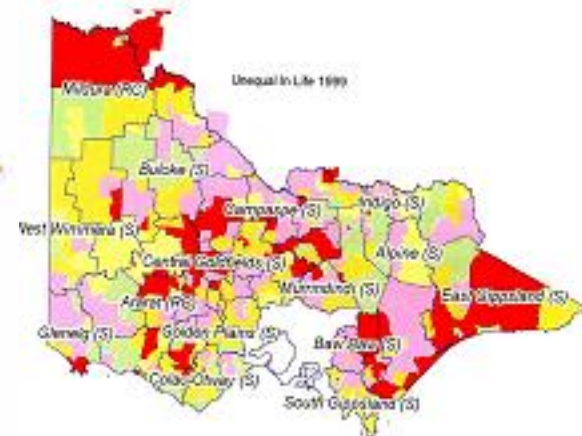 Unequal In Life 1999
Mildura (RC)
Buloke (S)
Campaspe (S)
Indigo (S)
West Wimmera (S)
Alpine (S)
Central Goldfields (S)
Murrindindi (S)
East Gippsland (S)
Ararat (RC)
Glenelg (S)
Golden Plains (S)
Baw Baw (S)
Colac-Otway (S)
South Gippsland (S)